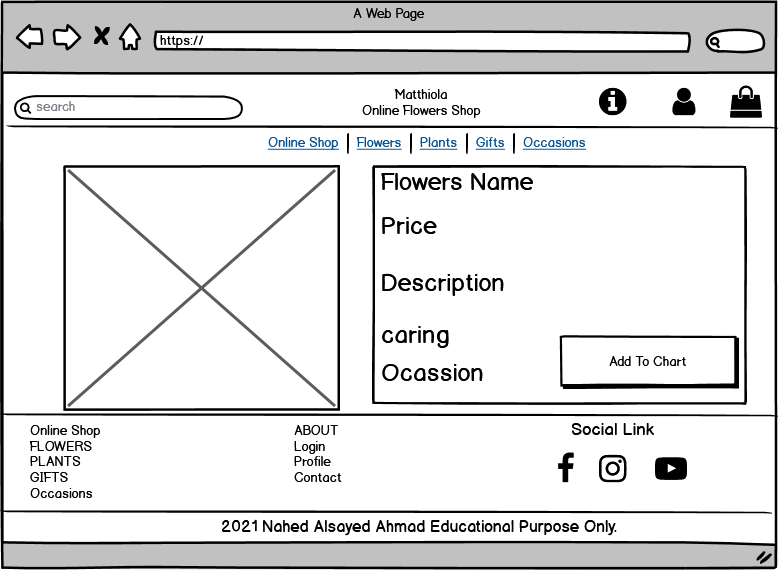 A Web Page
https://
search
Matthiola
Online Flowers Shop
Online Shop Flowers Plants Gifts Occasions
Flowers Name
Price
Description
caring
Ocassion
Add To Chart
Online Shop
FLOWERS
PLANTS
GIFTS
Occasions
ABOUT
Login
Profile
Contact
Social Link
2021 Nahed Alsayed Ahmad Educational Purpose Only.